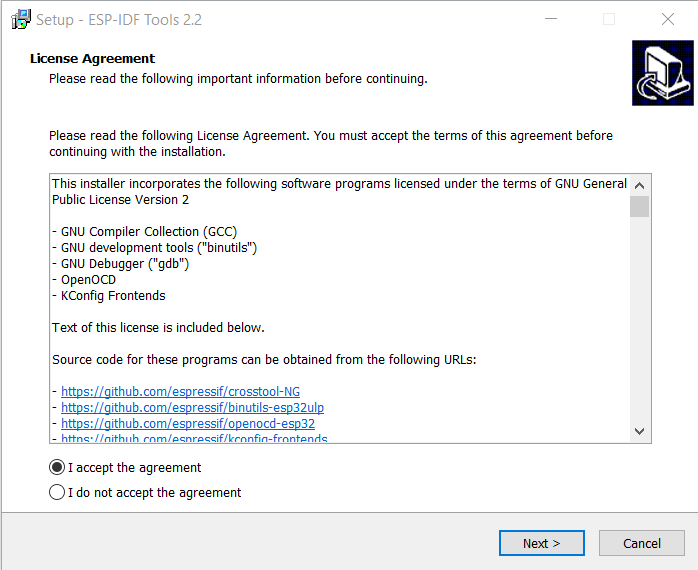 Setup - ESP-IDF Tools 2.2
License Agreement
Please read the following important information before continuing.
Please read the following License Agreement. You must accept the terms of this agreement before
continuing with the installation.
This installer incorporates the following software programs licensed under the terms of GNU General
Public License Version 2
- GNU Compiler Collection (GCC)
- GNU development tools ("binutils")
- GNU Debugger ("gdb")
- OpenOCD
- KConfig Frontends
Text of this license is included below.
Source code for these programs can be obtained from the following URLs:
- https://github.com/espressif/crosstool-NG
- https://github.com/espressif/binutils-esp32ulp
- https://github.com/espressif/openocd-esp32
- https://github.com/espressif/kconfig-frontends
I accept the agreement
I do not accept the agreement
Next >
Cancel